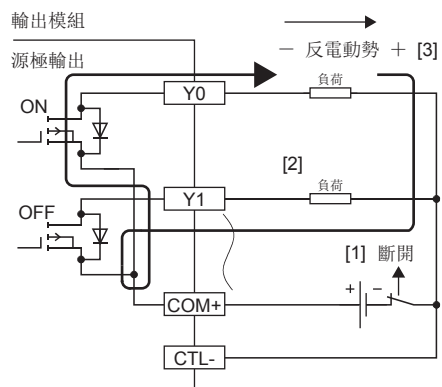 輸出模組
源極輸出
－ 反電動勢 ＋ [3]
負荷
Y0
ON
[2]
負荷
Y1
OFF
[1] 斷開
+ −
COM+
CTL-